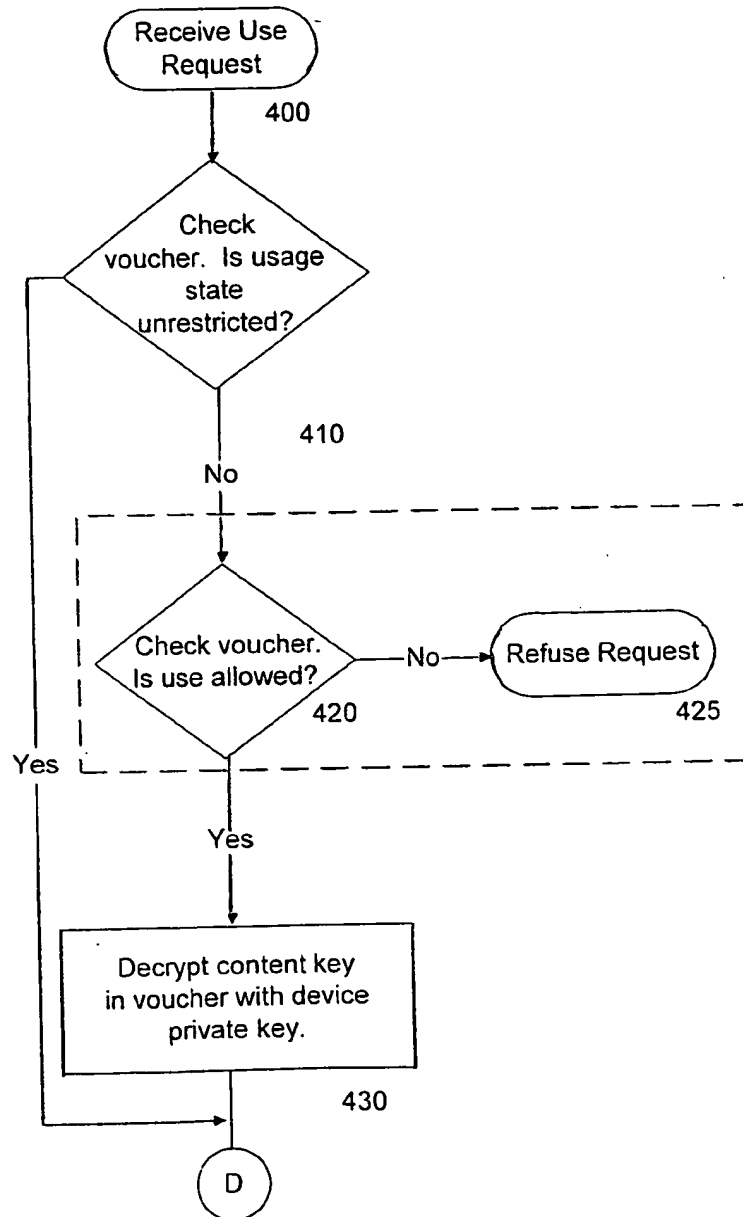 Receive Use
Request
400
Check
voucher. Is usage
state
unrestricted?
410
No
Check voucher.
Is use allowed?
No
Refuse Request
420
425
Yes
Yes
Decrypt content key
in voucher with device
private key.
430
D